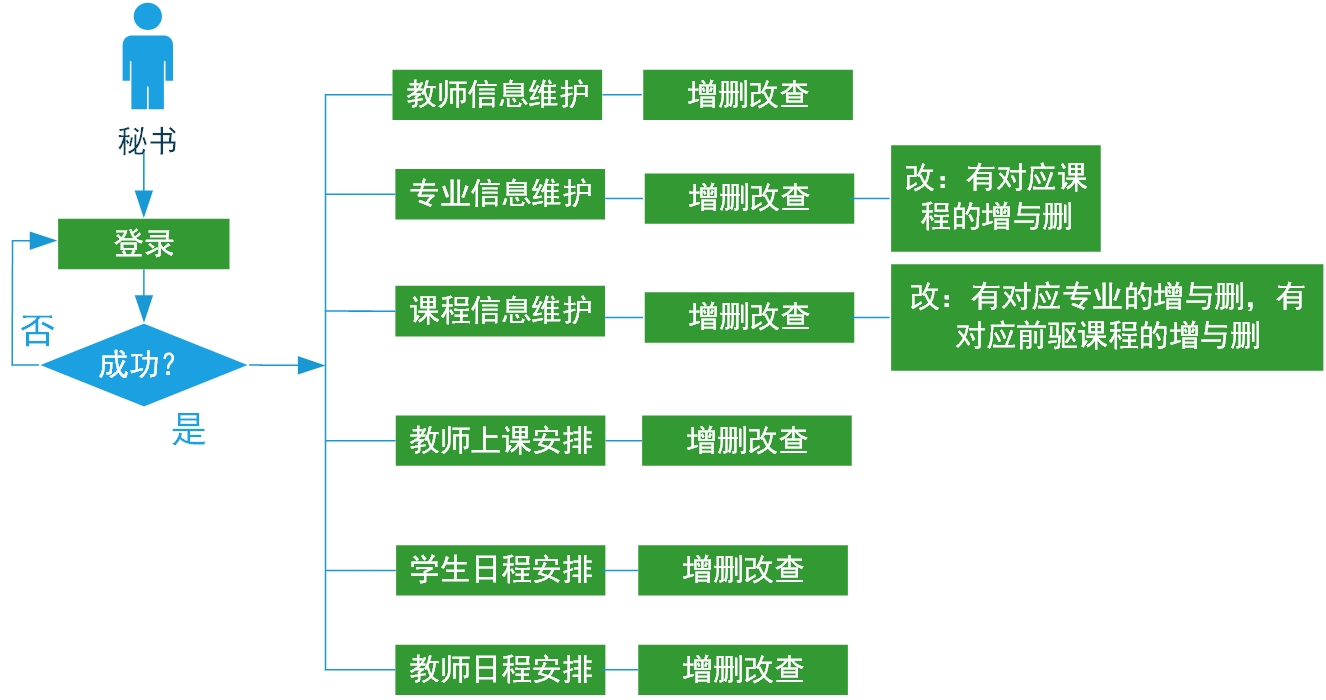 秘书
登录
否
成功?
是
教师信息维护
增删改查
专业信息维护
增删改查
改：有对应课
程的增与删
课程信息维护
增删改查
改：有对应专业的增与删，有
对应前驱课程的增与删
教师上课安排
增删改查
学生日程安排
增删改查
教师日程安排
增删改查